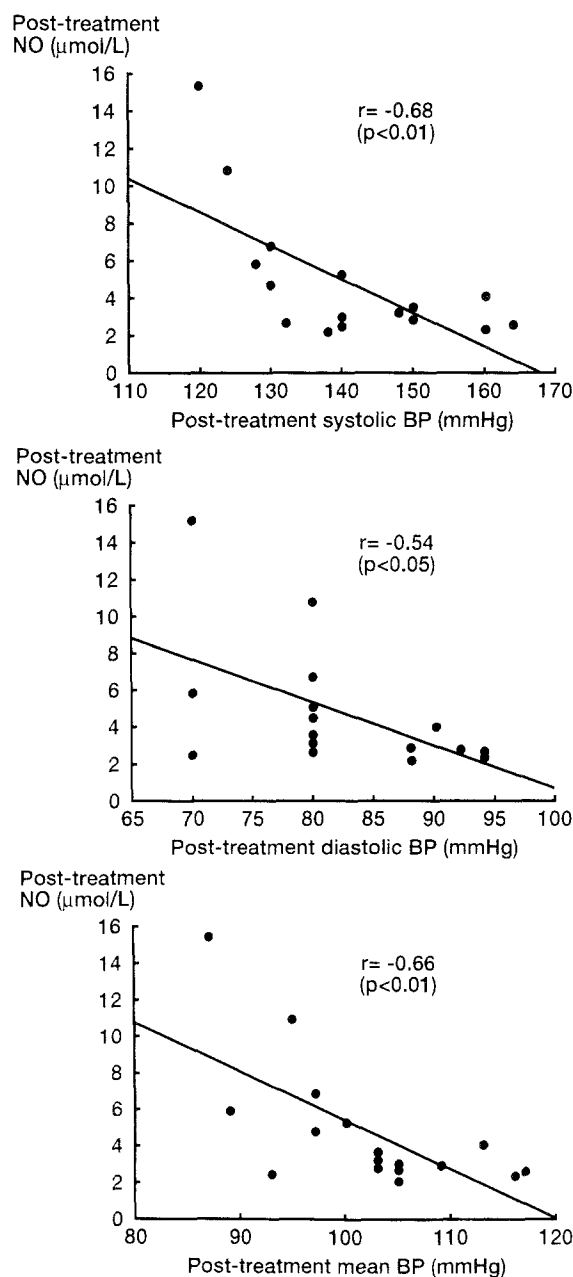 Post-treatment
NO (μmol/L)
16
14
12
10
8
6
4
2
0
r= -0.68
(p<0.01)
110 120 130 140 150 160 170
Post-treatment systolic BP (mmHg)
Post-treatment
NO (μmol/L)
16
14
12
10
8
6
4
2
0
r= -0.54
(p<0.05)
65 70 75 80 85 90 95 100
Post-treatment diastolic BP (mmHg)
Post-treatment
NO (μmol/L)
16
14
12
10
8
6
4
2
0
r= -0.66
(p<0.01)
80 90 100 110 120
Post-treatment mean BP (mmHg)